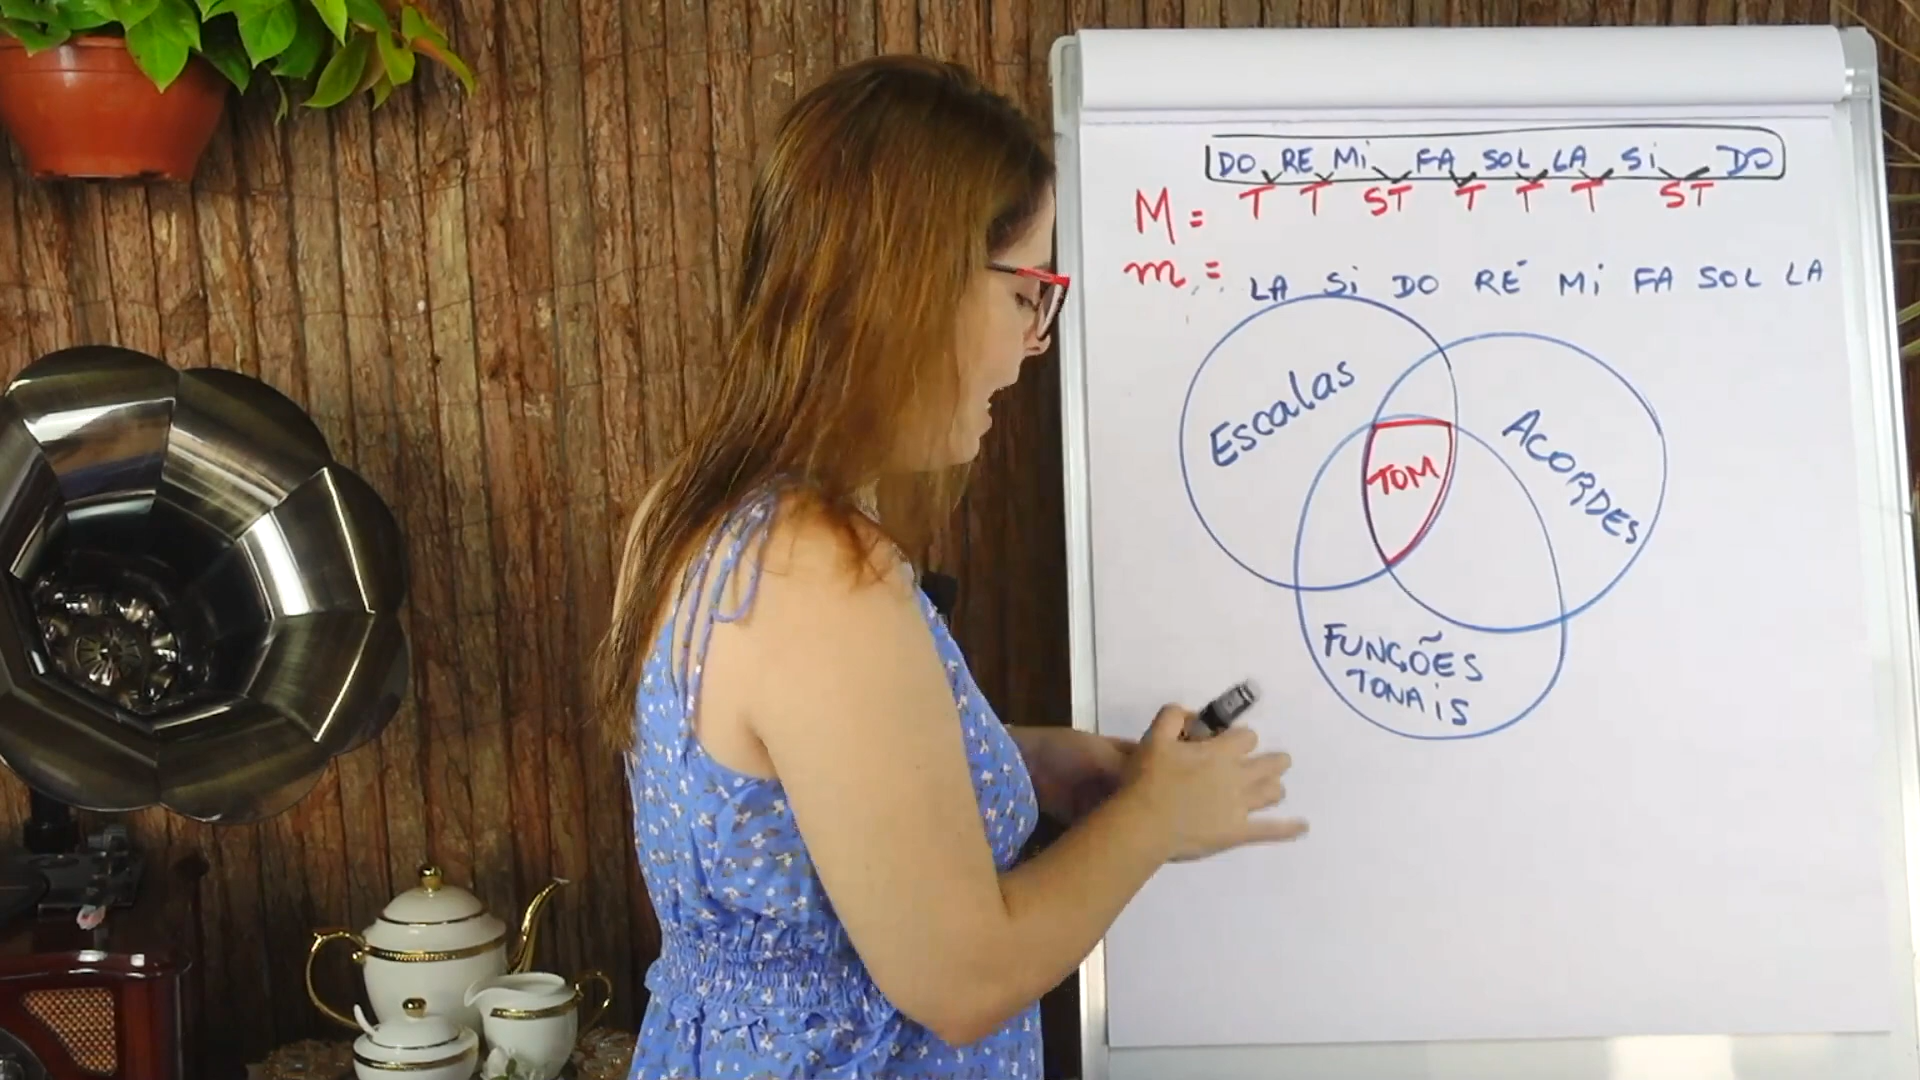 DO RE Mi FA SOL LA Si DO
M = T T ST T T T ST
m = LA Si DO RÉ Mi FA SOL LA
Escalas
ACORDES
TOM
FUNÇÕES
TONAiS